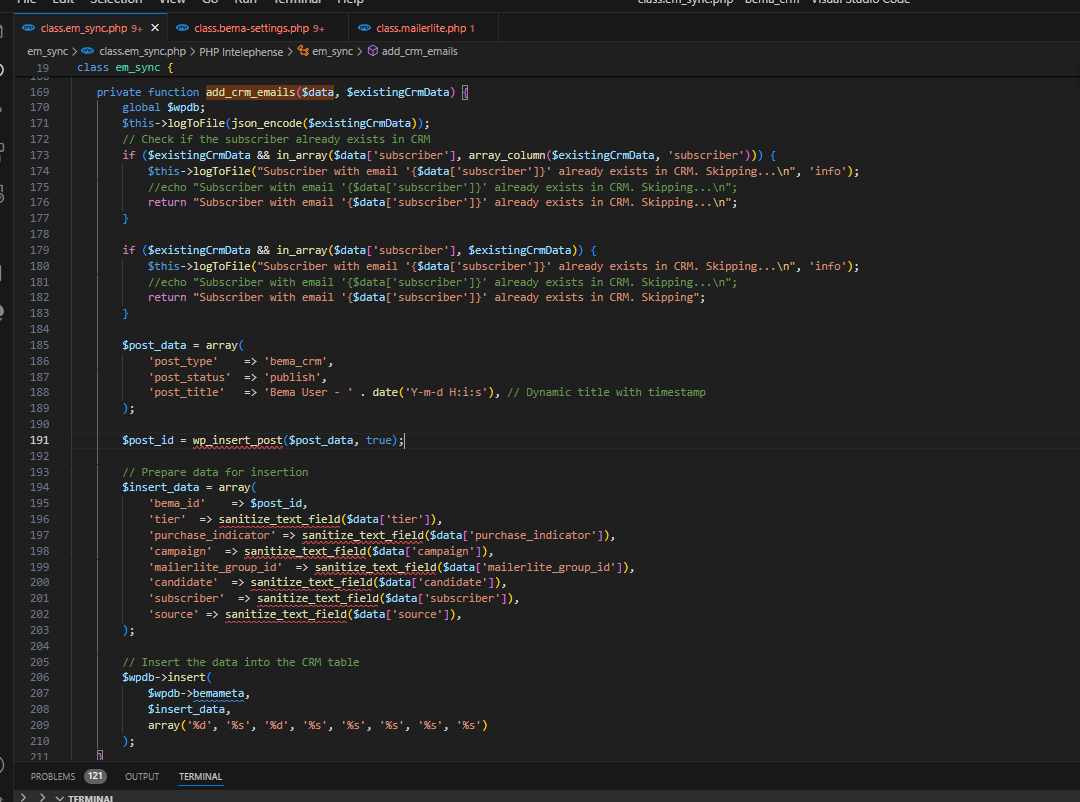 File Edit Selection View Go Run Terminal Help class.em_sync.php - bema_crm - Visual Studio Code
class.em_sync.php 9+ × class.bema-settings.php 9+ class.mailerlite.php 1
em_sync > class.em_sync.php > PHP Intelephense > em_sync > add_crm_emails
19 class em_sync {
168
169 private function add_crm_emails($data, $existingCrmData) {
170 global $wpdb;
171 $this->logToFile(json_encode($existingCrmData));
172 // Check if the subscriber already exists in CRM
173 if ($existingCrmData && in_array($data['subscriber'], array_column($existingCrmData, 'subscriber'))) {
174 $this->logToFile("Subscriber with email '{$data['subscriber']}' already exists in CRM. Skipping...\n", 'info');
175 //echo "Subscriber with email '{$data['subscriber']}' already exists in CRM. Skipping...\n";
176 return "Subscriber with email '{$data['subscriber']}' already exists in CRM. Skipping...\n";
177 }
178
179 if ($existingCrmData && in_array($data['subscriber'], $existingCrmData)) {
180 $this->logToFile("Subscriber with email '{$data['subscriber']}' already exists in CRM. Skipping...\n", 'info');
181 //echo "Subscriber with email '{$data['subscriber']}' already exists in CRM. Skipping...\n";
182 return "Subscriber with email '{$data['subscriber']}' already exists in CRM. Skipping";
183 }
184
185 $post_data = array(
186 'post_type' => 'bema_crm',
187 'post_status' => 'publish',
188 'post_title' => 'Bema User - ' . date('Y-m-d H:i:s'), // Dynamic title with timestamp
189 );
190
191 $post_id = wp_insert_post($post_data, true);
192
193 // Prepare data for insertion
194 $insert_data = array(
195 'bema_id' => $post_id,
196 'tier' => sanitize_text_field($data['tier']),
197 'purchase_indicator' => sanitize_text_field($data['purchase_indicator']),
198 'campaign' => sanitize_text_field($data['campaign']),
199 'mailerlite_group_id' => sanitize_text_field($data['mailerlite_group_id']),
200 'candidate' => sanitize_text_field($data['candidate']),
201 'subscriber' => sanitize_text_field($data['subscriber']),
202 'source' => sanitize_text_field($data['source']),
203 );
204
205 // Insert the data into the CRM table
206 $wpdb->insert(
207 $wpdb->bemameta,
208 $insert_data,
209 array('%d', '%s', '%d', '%s', '%s', '%s', '%s', '%s')
210 );
211 }
PROBLEMS 121 OUTPUT TERMINAL
TERMINAL